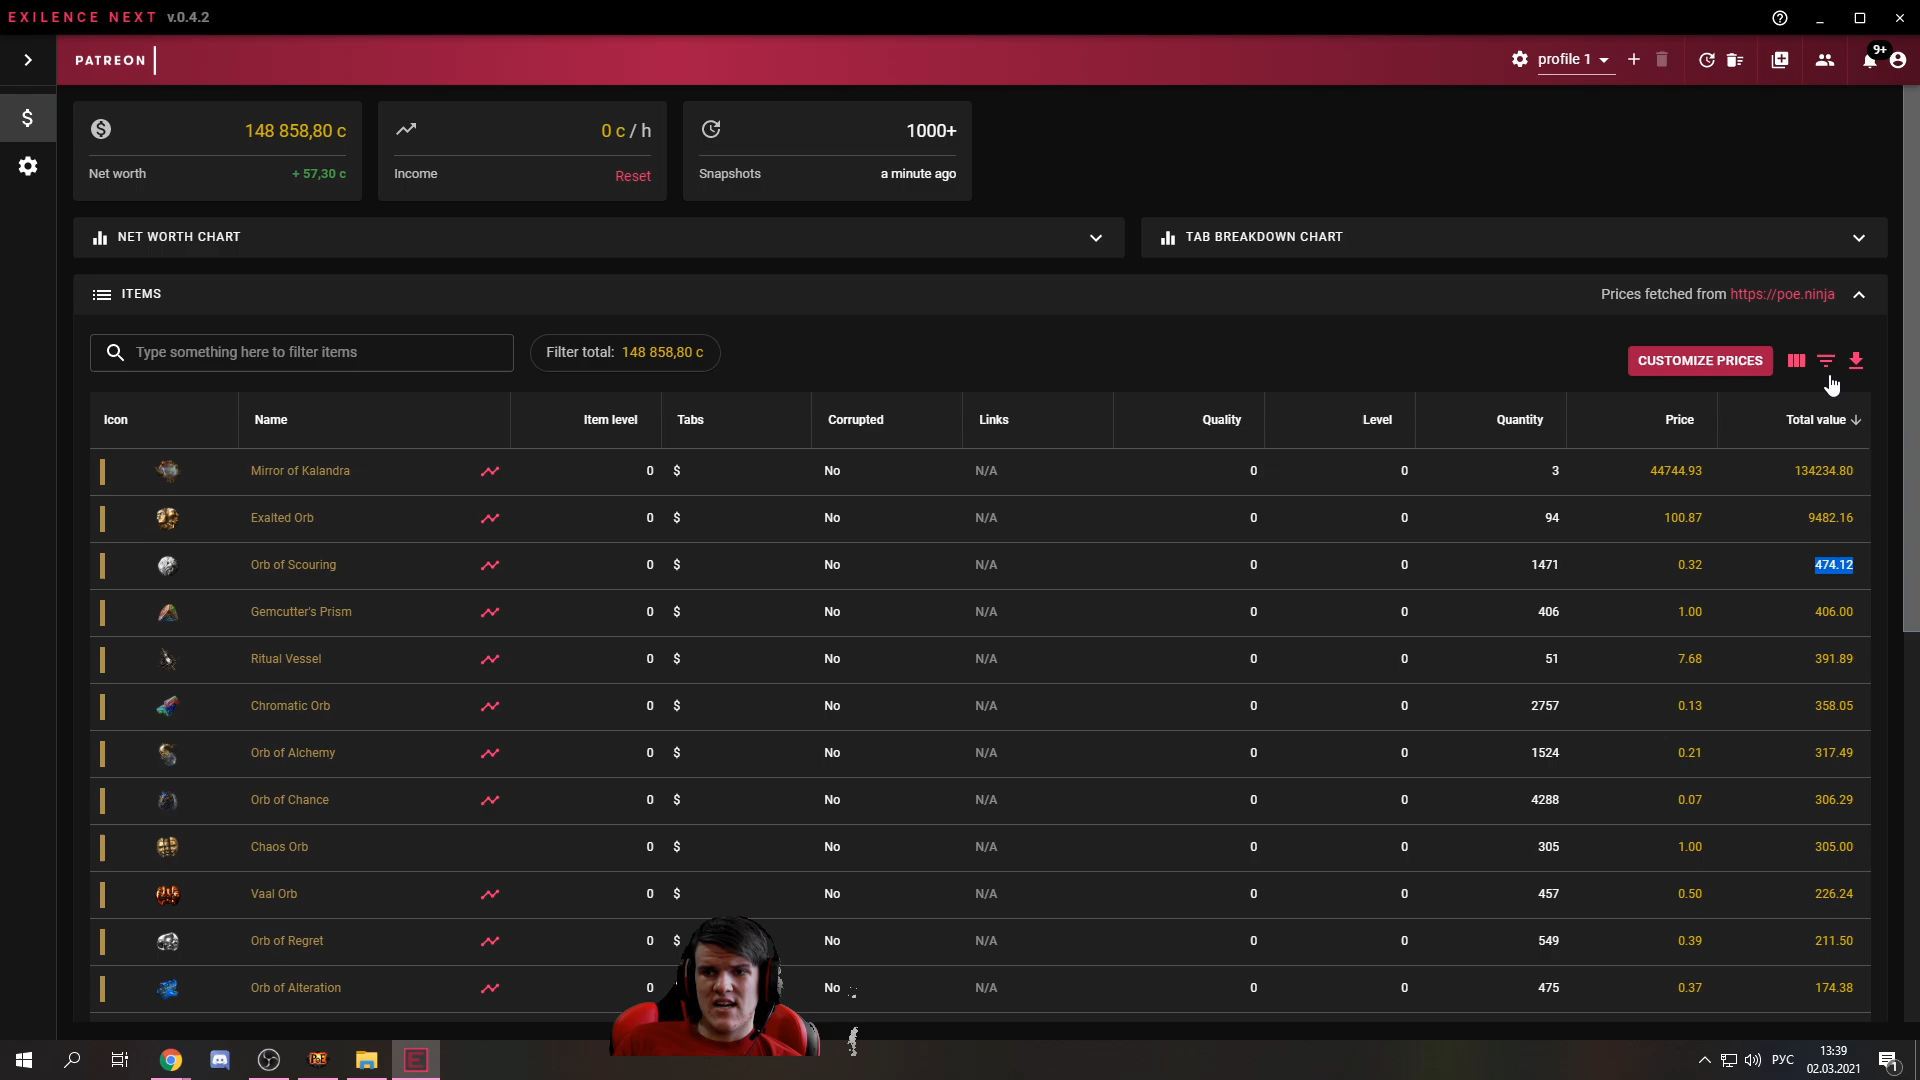 EXILENCE NEXT v.0.4.2
PATREON
profile 1
9+
148 858,80 c
Net worth
+ 57,30 c
0 c / h
Income
Reset
1000+
Snapshots
a minute ago
NET WORTH CHART
TAB BREAKDOWN CHART
ITEMS
Prices fetched from https://poe.ninja
Type something here to filter items
Filter total: 148 858,80 c
CUSTOMIZE PRICES
Icon Name Item level Tabs Corrupted Links Quality Level Quantity Price Total value
Mirror of Kalandra 0 $ No N/A 0 0 3 44744.93 134234.80
Exalted Orb 0 $ No N/A 0 0 94 100.87 9482.16
Orb of Scouring 0 $ No N/A 0 0 1471 0.32 474.12
Gemcutter's Prism 0 $ No N/A 0 0 406 1.00 406.00
Ritual Vessel 0 $ No N/A 0 0 51 7.68 391.89
Chromatic Orb 0 $ No N/A 0 0 2757 0.13 358.05
Orb of Alchemy 0 $ No N/A 0 0 1524 0.21 317.49
Orb of Chance 0 $ No N/A 0 0 4288 0.07 306.29
Chaos Orb 0 $ No N/A 0 0 305 1.00 305.00
Vaal Orb 0 $ No N/A 0 0 457 0.50 226.24
Orb of Regret 0 $ No N/A 0 0 549 0.39 211.50
Orb of Alteration 0 No N/A 0 0 475 0.37 174.38
PoE
E
РУС
13:39
02.03.2021
1